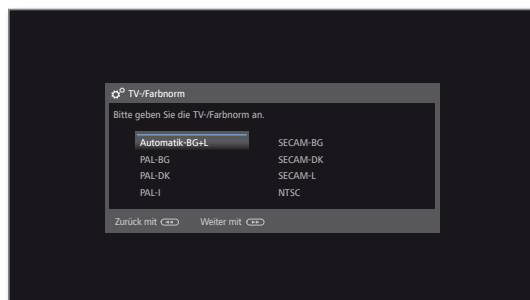 TV-/Farbnorm
Bitte geben Sie die TV-/Farbnorm an.
Automatik-BG+L SECAM-BG
PAL-BG SECAM-DK
PAL-DK SECAM-L
PAL-I NTSC
Zurück mit Weiter mit